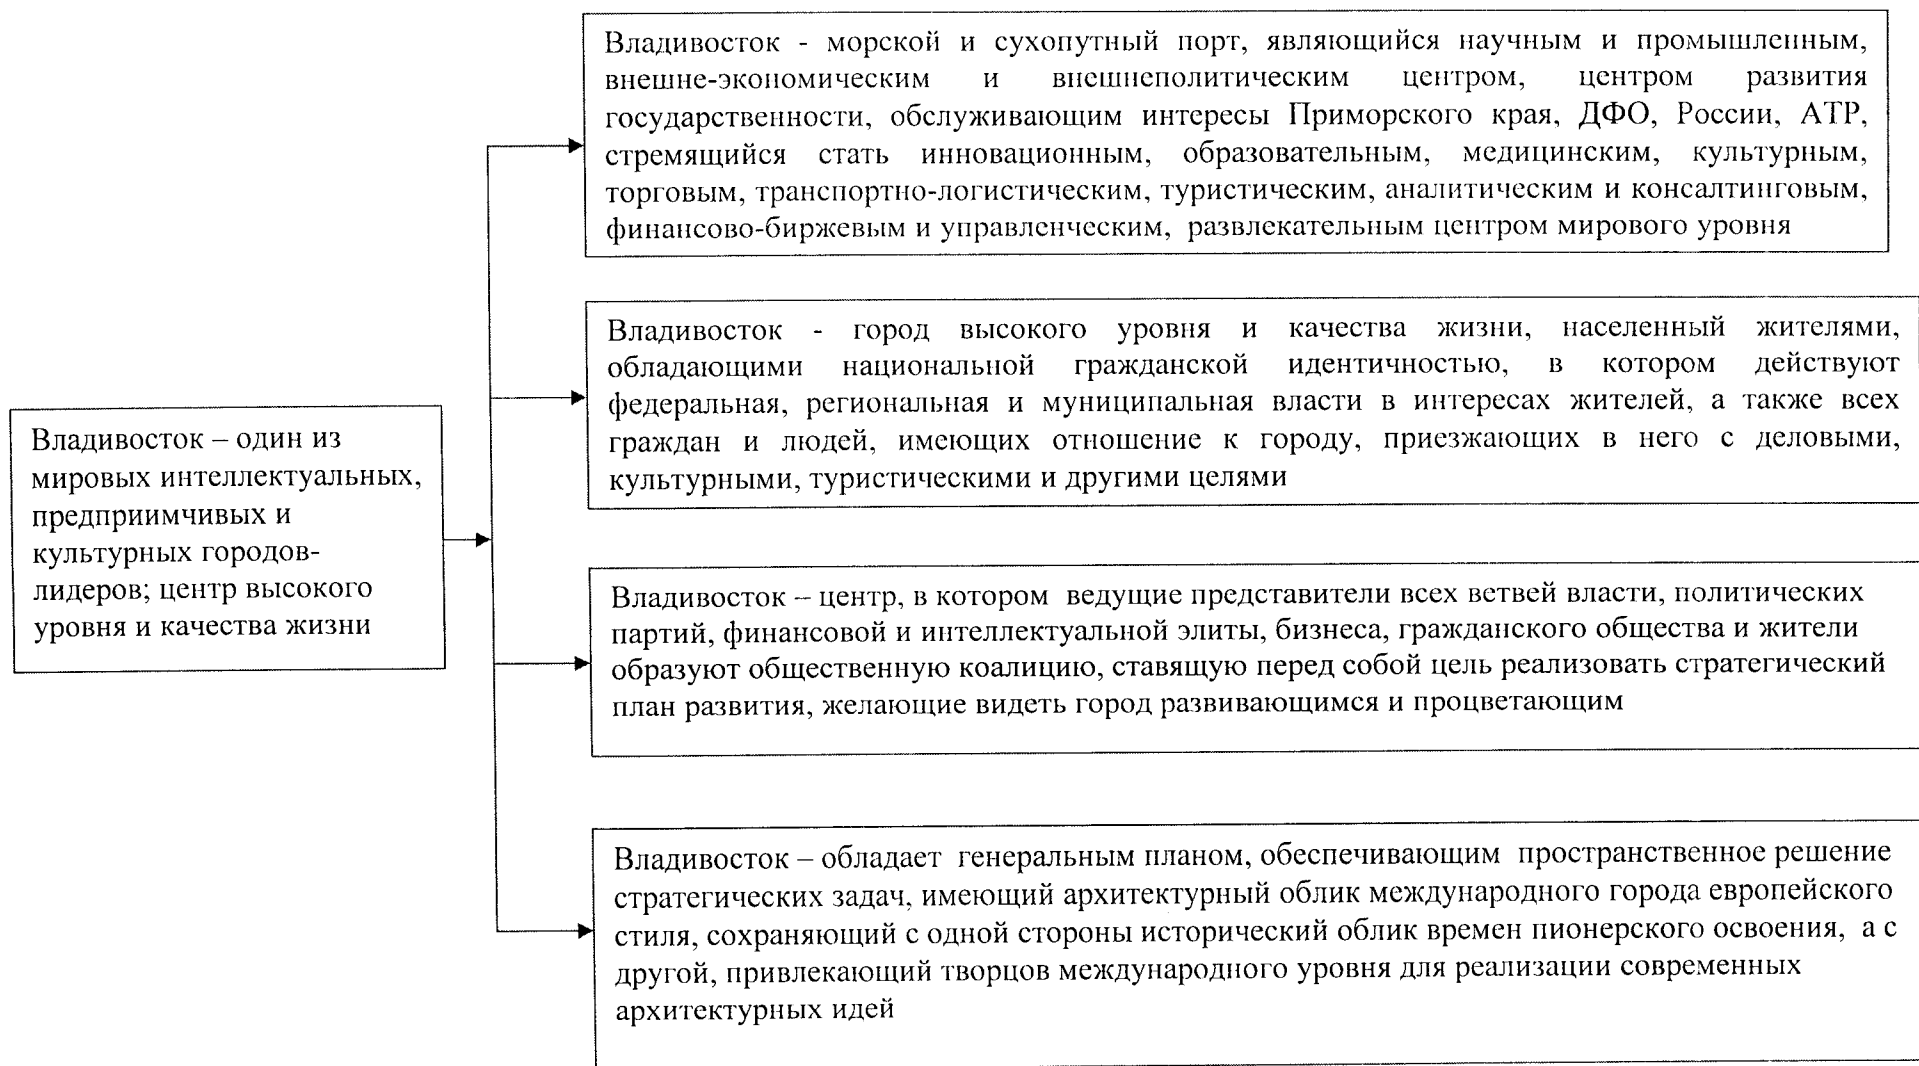 Владивосток – один из
мировых интеллектуальных,
предприимчивых и
культурных городов-
лидеров; центр высокого
уровня и качества жизни
Владивосток - морской и сухопутный порт, являющийся научным и промышленным,
внешне-экономическим и внешнеполитическим центром, центром развития
государственности, обслуживающим интересы Приморского края, ДФО, России, АТР,
стремящийся стать инновационным, образовательным, медицинским, культурным,
торговым, транспортно-логистическим, туристическим, аналитическим и консалтинговым,
финансово-биржевым и управленческим, развлекательным центром мирового уровня
Владивосток - город высокого уровня и качества жизни, населенный жителями,
обладающими национальной гражданской идентичностью, в котором действуют
федеральная, региональная и муниципальная власти в интересах жителей, а также всех
граждан и людей, имеющих отношение к городу, приезжающих в него с деловыми,
культурными, туристическими и другими целями
Владивосток – центр, в котором ведущие представители всех ветвей власти, политических
партий, финансовой и интеллектуальной элиты, бизнеса, гражданского общества и жители
образуют общественную коалицию, ставящую перед собой цель реализовать стратегический
план развития, желающие видеть город развивающимся и процветающим
Владивосток – обладает генеральным планом, обеспечивающим пространственное решение
стратегических задач, имеющий архитектурный облик международного города европейского
стиля, сохраняющий с одной стороны исторический облик времен пионерского освоения, а с
другой, привлекающий творцов международного уровня для реализации современных
архитектурных идей